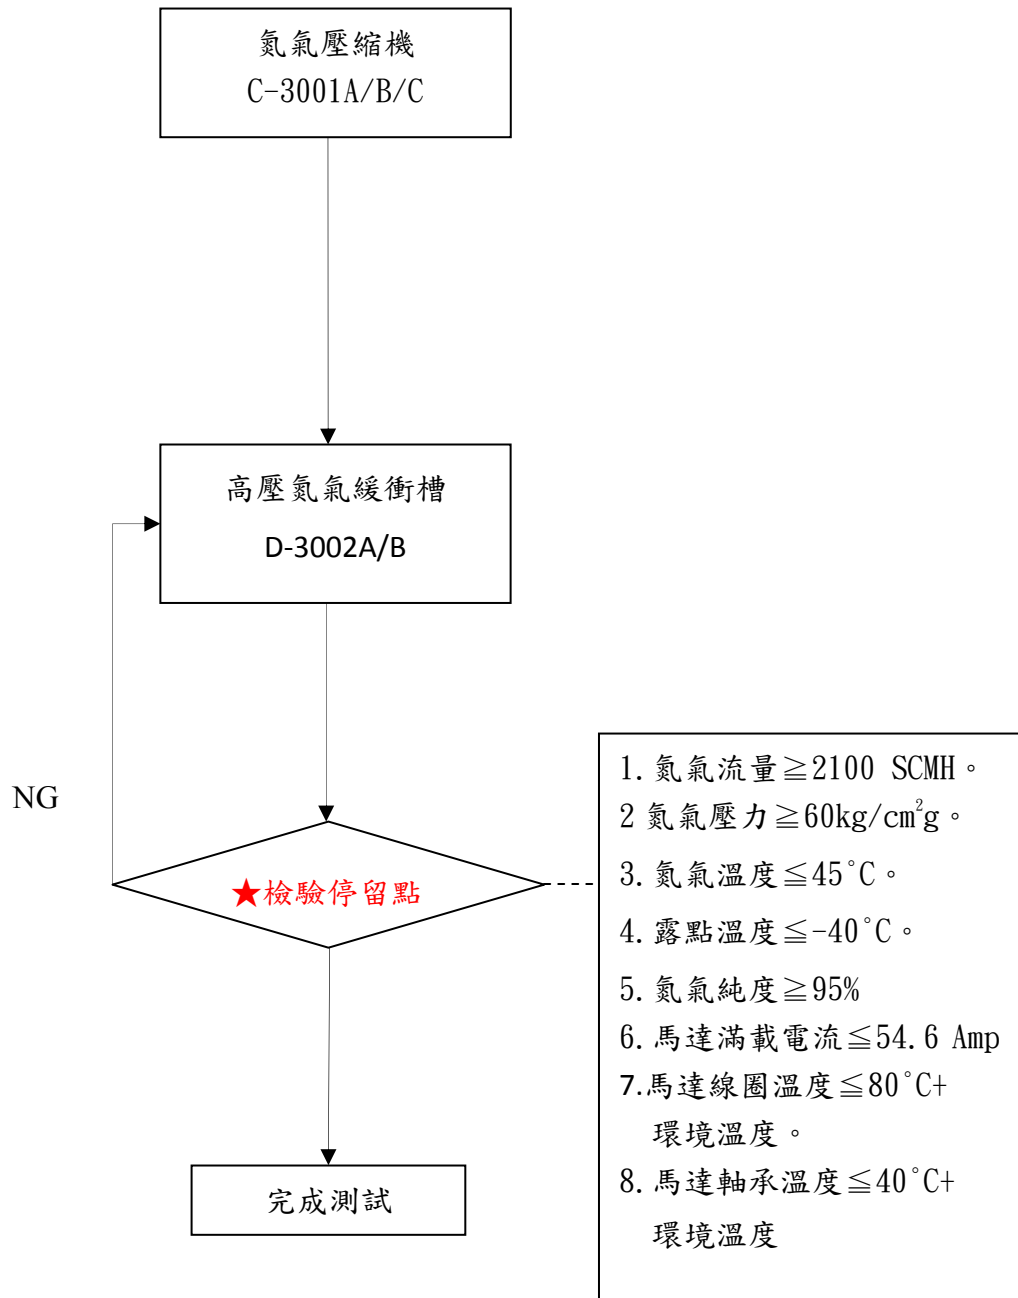 氮氣壓縮機
C-3001A/B/C
高壓氮氣緩衝槽
D-3002A/B
NG
★檢驗停留點
1.氮氣流量≧2100 SCMH。
2 氮氣壓力≧60kg/cm²g。
3.氮氣溫度≦45°C。
4.露點溫度≦-40°C。
5.氮氣純度≧95%
6.馬達滿載電流≦54.6 Amp
7.馬達線圈溫度≦80°C+
環境溫度。
8.馬達軸承溫度≦40°C+
環境溫度
完成測試